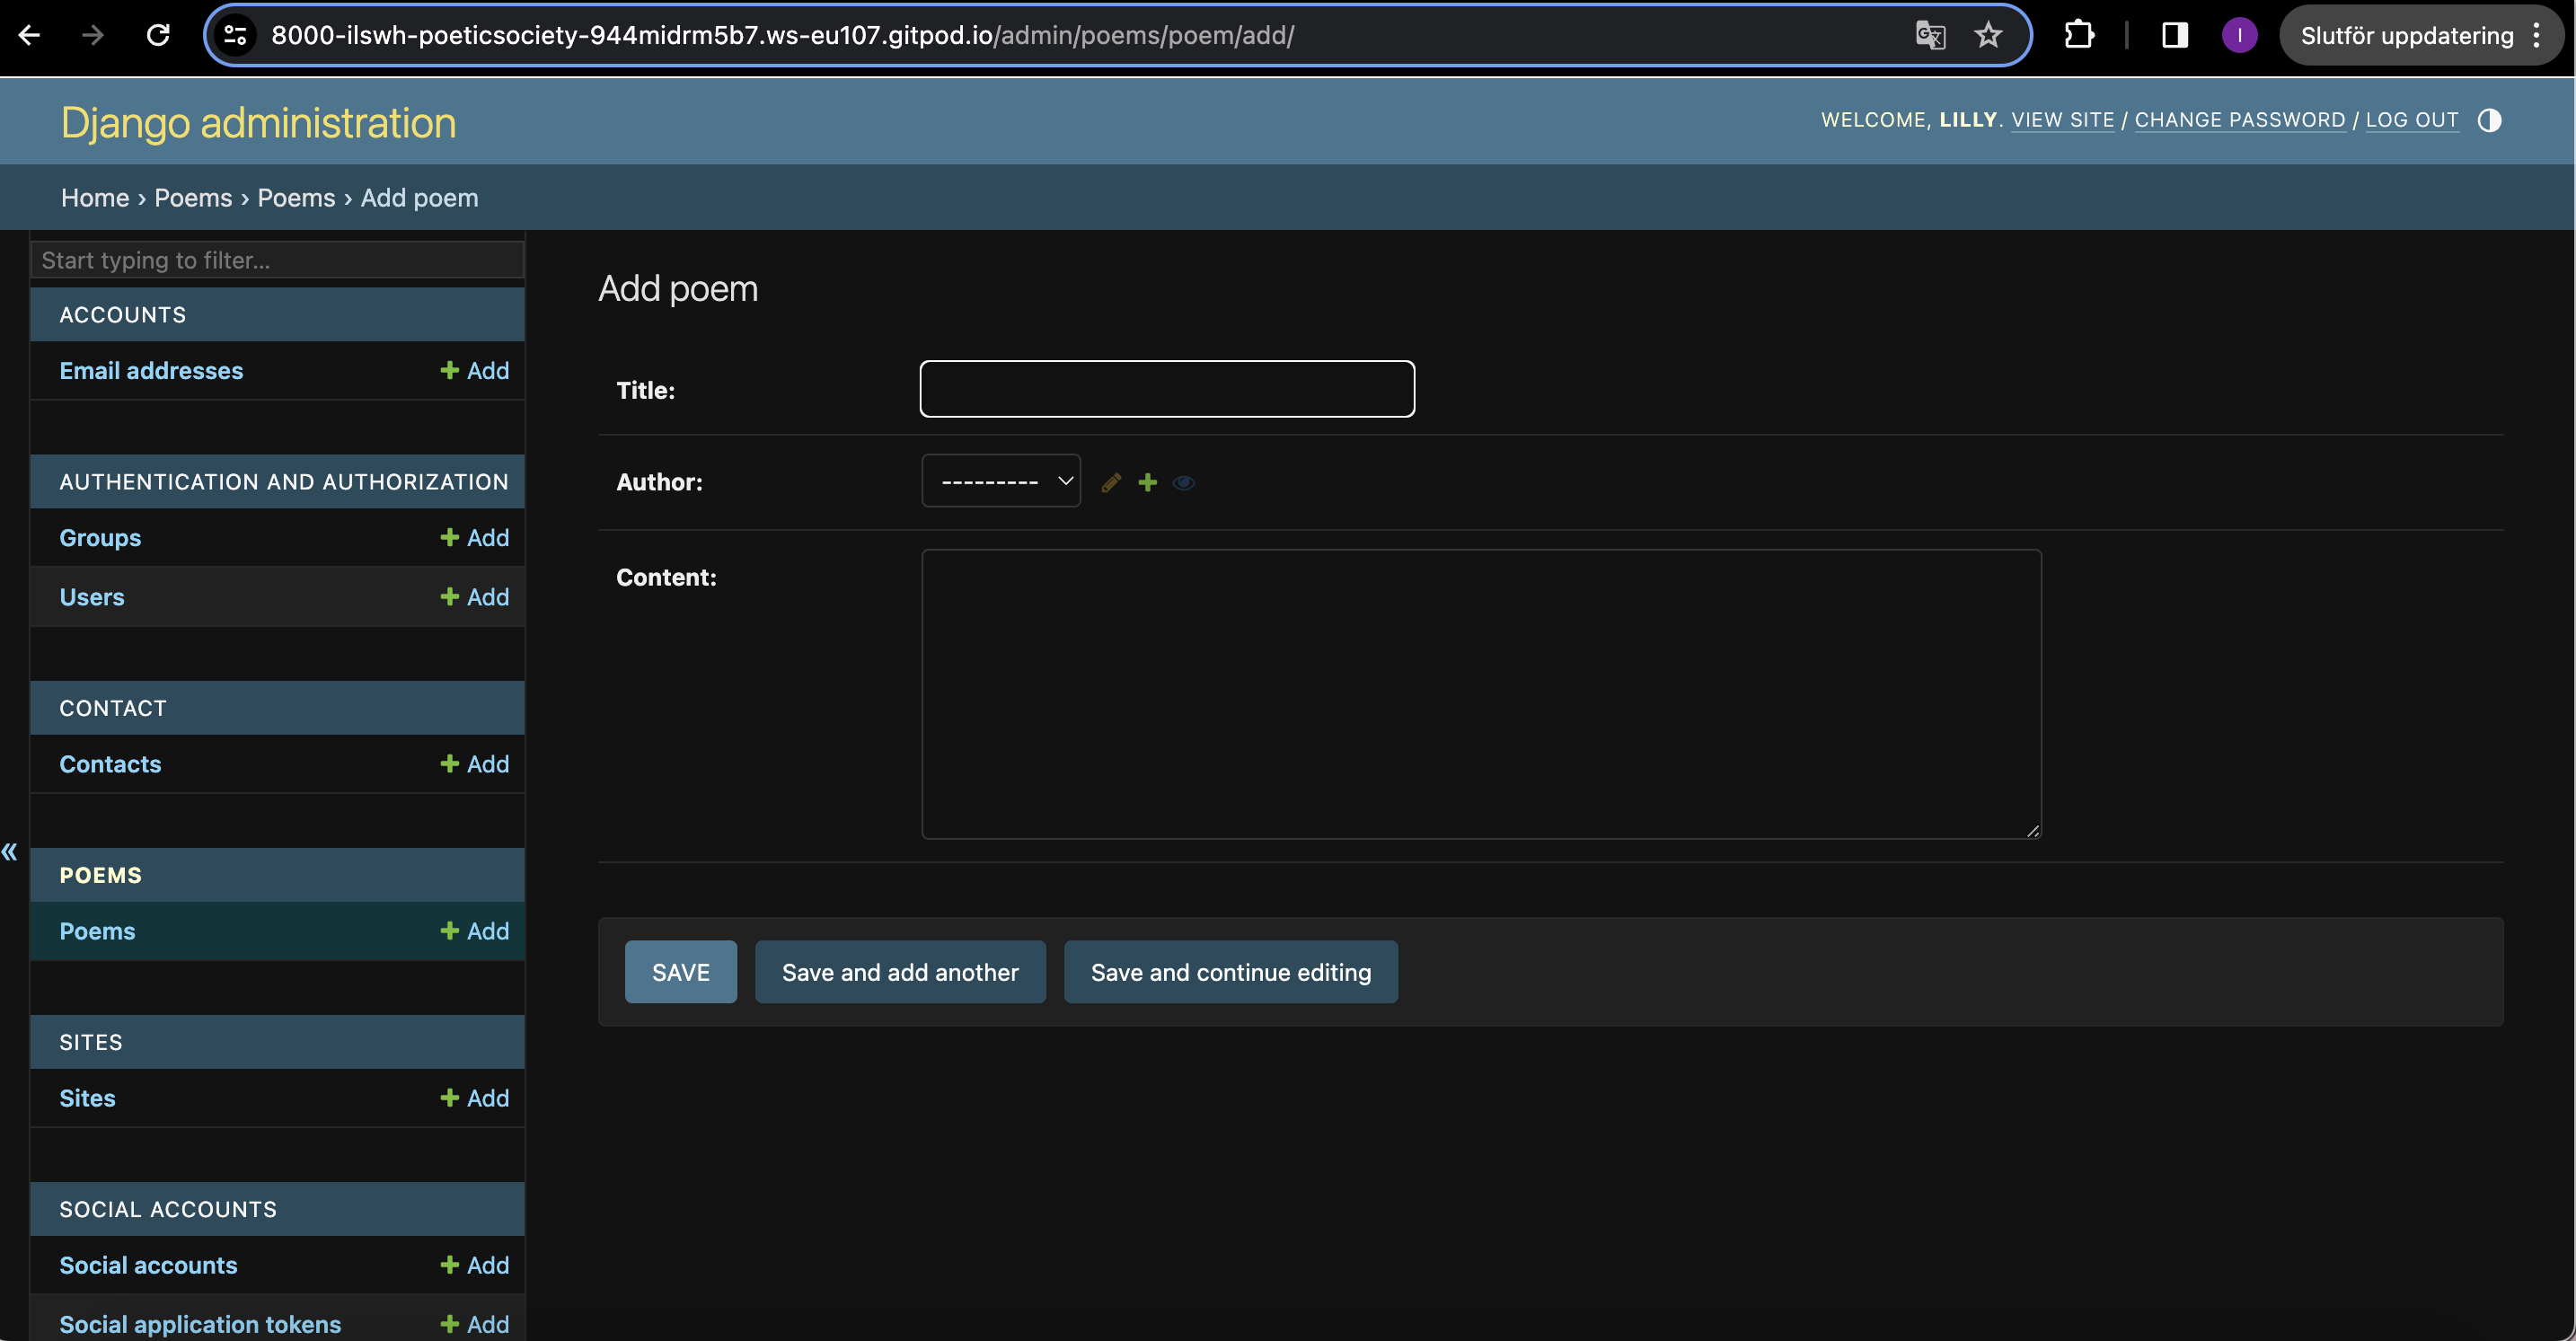 8000-ilswh-poeticsociety-944midrm5b7.ws-eu107.gitpod.io/admin/poems/poem/add/
I
Slutför uppdatering
Django administration
WELCOME, LILLY. VIEW SITE / CHANGE PASSWORD / LOG OUT
Home › Poems › Poems › Add poem
Start typing to filter...
ACCOUNTS
Email addresses + Add
AUTHENTICATION AND AUTHORIZATION
Groups + Add
Users + Add
CONTACT
Contacts + Add
«
POEMS
Poems + Add
SITES
Sites + Add
SOCIAL ACCOUNTS
Social accounts + Add
Social application tokens + Add
Add poem
Title:
Author: ---------
Content:
SAVE Save and add another Save and continue editing